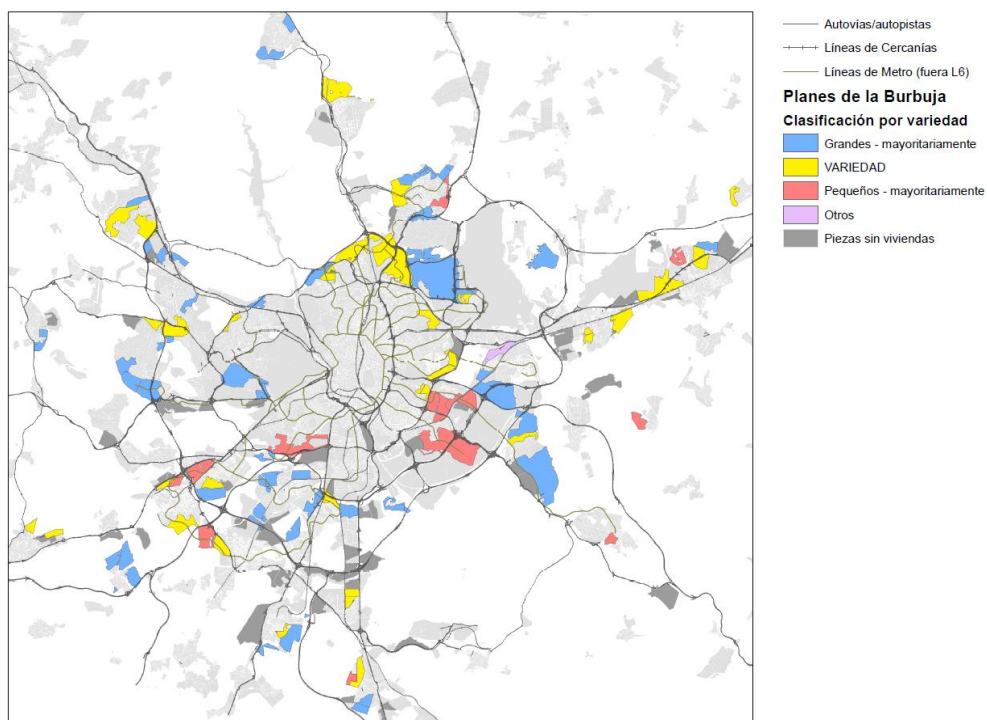 Autovías/autopistas
Líneas de Cercanías
Líneas de Metro (fuera L6)
Planes de la Burbuja
Clasificación por variedad
Grandes - mayoritariamente
VARIEDAD
Pequeños - mayoritariamente
Otros
Piezas sin viviendas